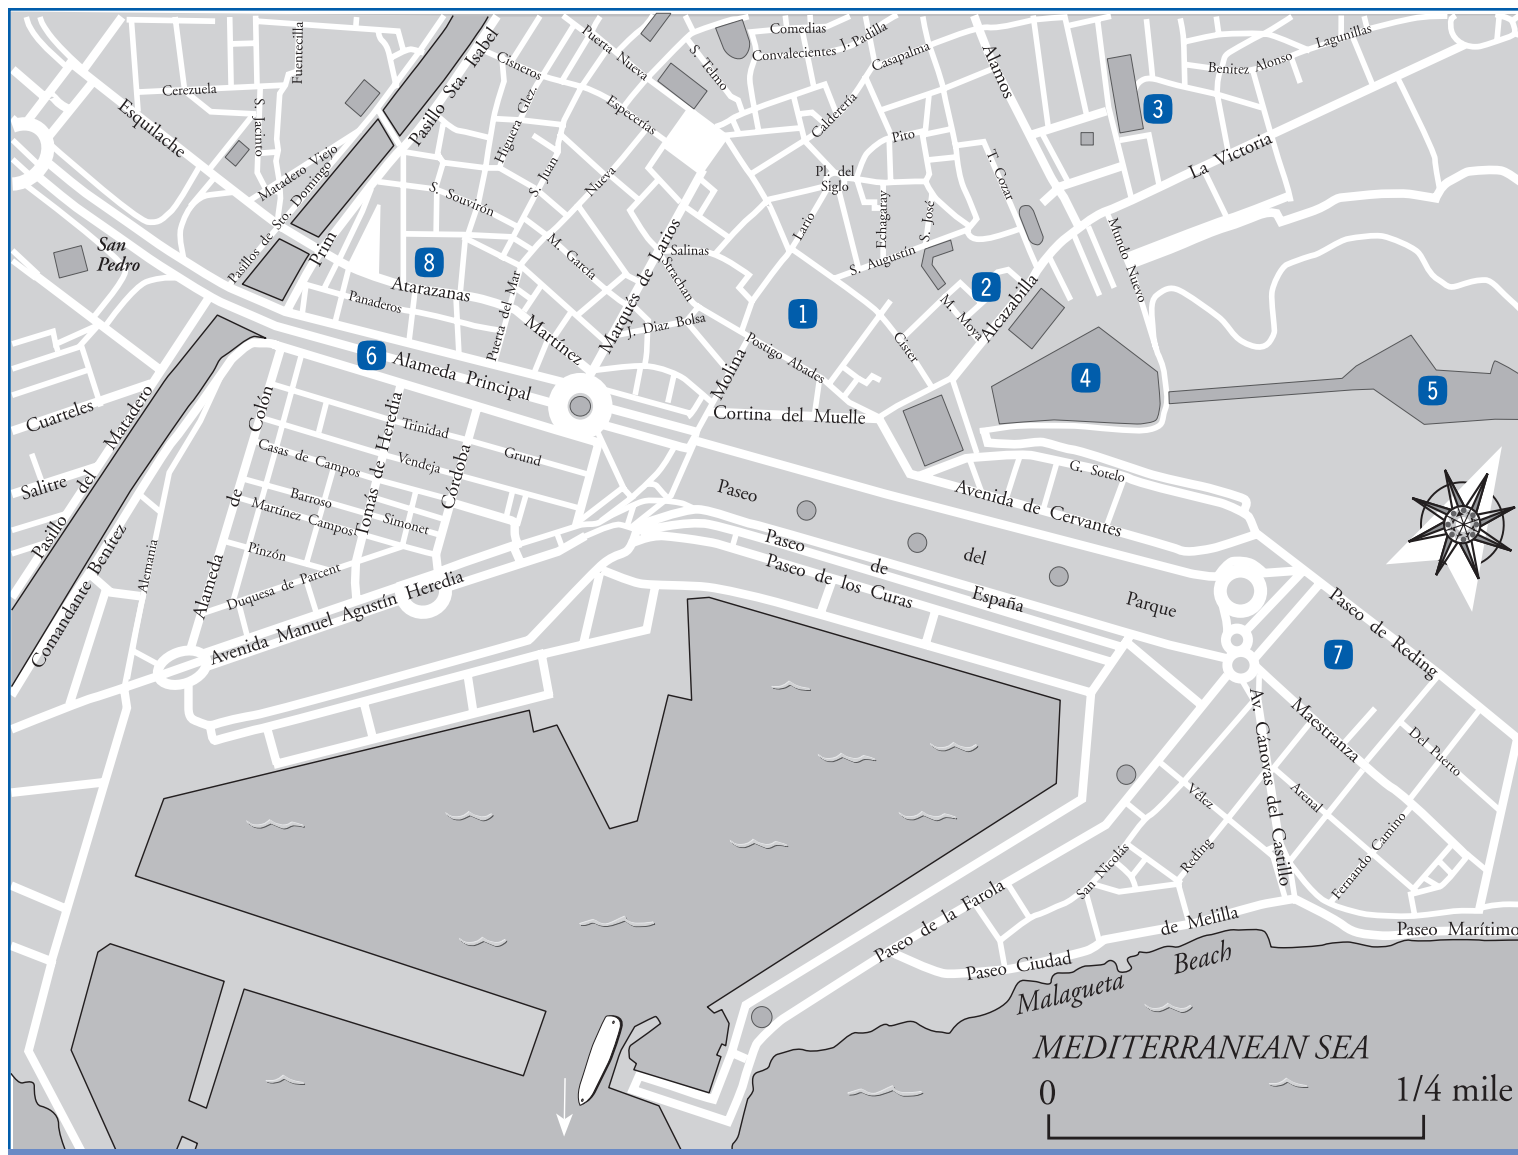 Comedias
Convalecientes
J. Padilla
Casapalma
Lagunillas
Benitez Alonso
Alamos
Puerta Nueva
S. Telmo
Pasillo Sta. Isabel
Cisneros
Fuentecilla
Cerezuela
S. Jacinto
Esquilache
Especerías
Calderería
Higuera Glez.
Pito
3
La Victoria
Matadero Viejo
Pasillos de Sto. Domingo
S. Juan
Nueva
Pl. del
Siglo
T. Cozar
S. Souvirón
Echagaray
S. José
Lario
Mundo Nuevo
San
Pedro
Prim
8
Atarazanas
M. García
Salinas
Strachan
Marqués de Larios
S. Augustín
2
M. Moya
Alcazabilla
Panaderos
Puerta del Mar
Martínez
J. Diaz Bolsa
1
Postigo Abades
Cister
6
Alameda Principal
Molina
4
5
Cortina del Muelle
Cuarteles
Salitre
Pasillo del Matadero
Alameda de Colón
Tomás de Heredia
Córdoba
Trinidad
Vendeja
Grund
Casas de Campos
Barroso
Martínez Campos
Simonet
Pinzón
Duquesa de Parcent
Alemania
Comandante Benítez
Avenida Manuel Agustín Heredia
G. Sotelo
Avenida de Cervantes
Paseo del Parque
Paseo de España
Paseo de los Curas
Paseo de Reding
7
Maestranza
Av. Cánovas del Castillo
Del Puerto
Vélez
Arenal
Fernando Camino
San Nicolás
Reding
Paseo de la Farola
Paseo Ciudad de Melilla
Paseo Marítimo
Malagueta Beach
MEDITERRANEAN SEA
0
1/4 mile